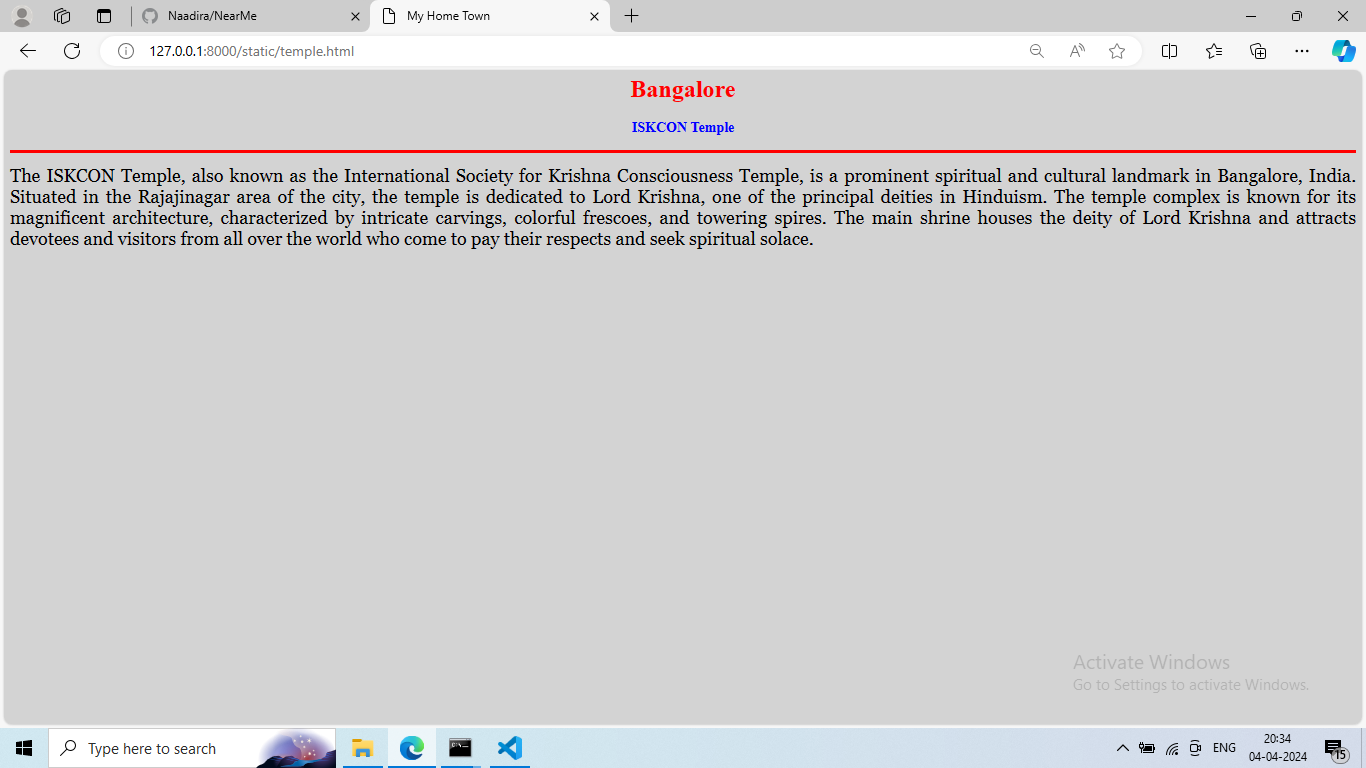 Naadira/NearMe
My Home Town
127.0.0.1:8000/static/temple.html
Bangalore
ISKCON Temple
The ISKCON Temple, also known as the International Society for Krishna Consciousness Temple, is a prominent spiritual and cultural landmark in Bangalore, India.
Situated in the Rajajinagar area of the city, the temple is dedicated to Lord Krishna, one of the principal deities in Hinduism. The temple complex is known for its
magnificent architecture, characterized by intricate carvings, colorful frescoes, and towering spires. The main shrine houses the deity of Lord Krishna and attracts
devotees and visitors from all over the world who come to pay their respects and seek spiritual solace.
Activate Windows
Go to Settings to activate Windows.
Type here to search
ENG
20:34
04-04-2024
15